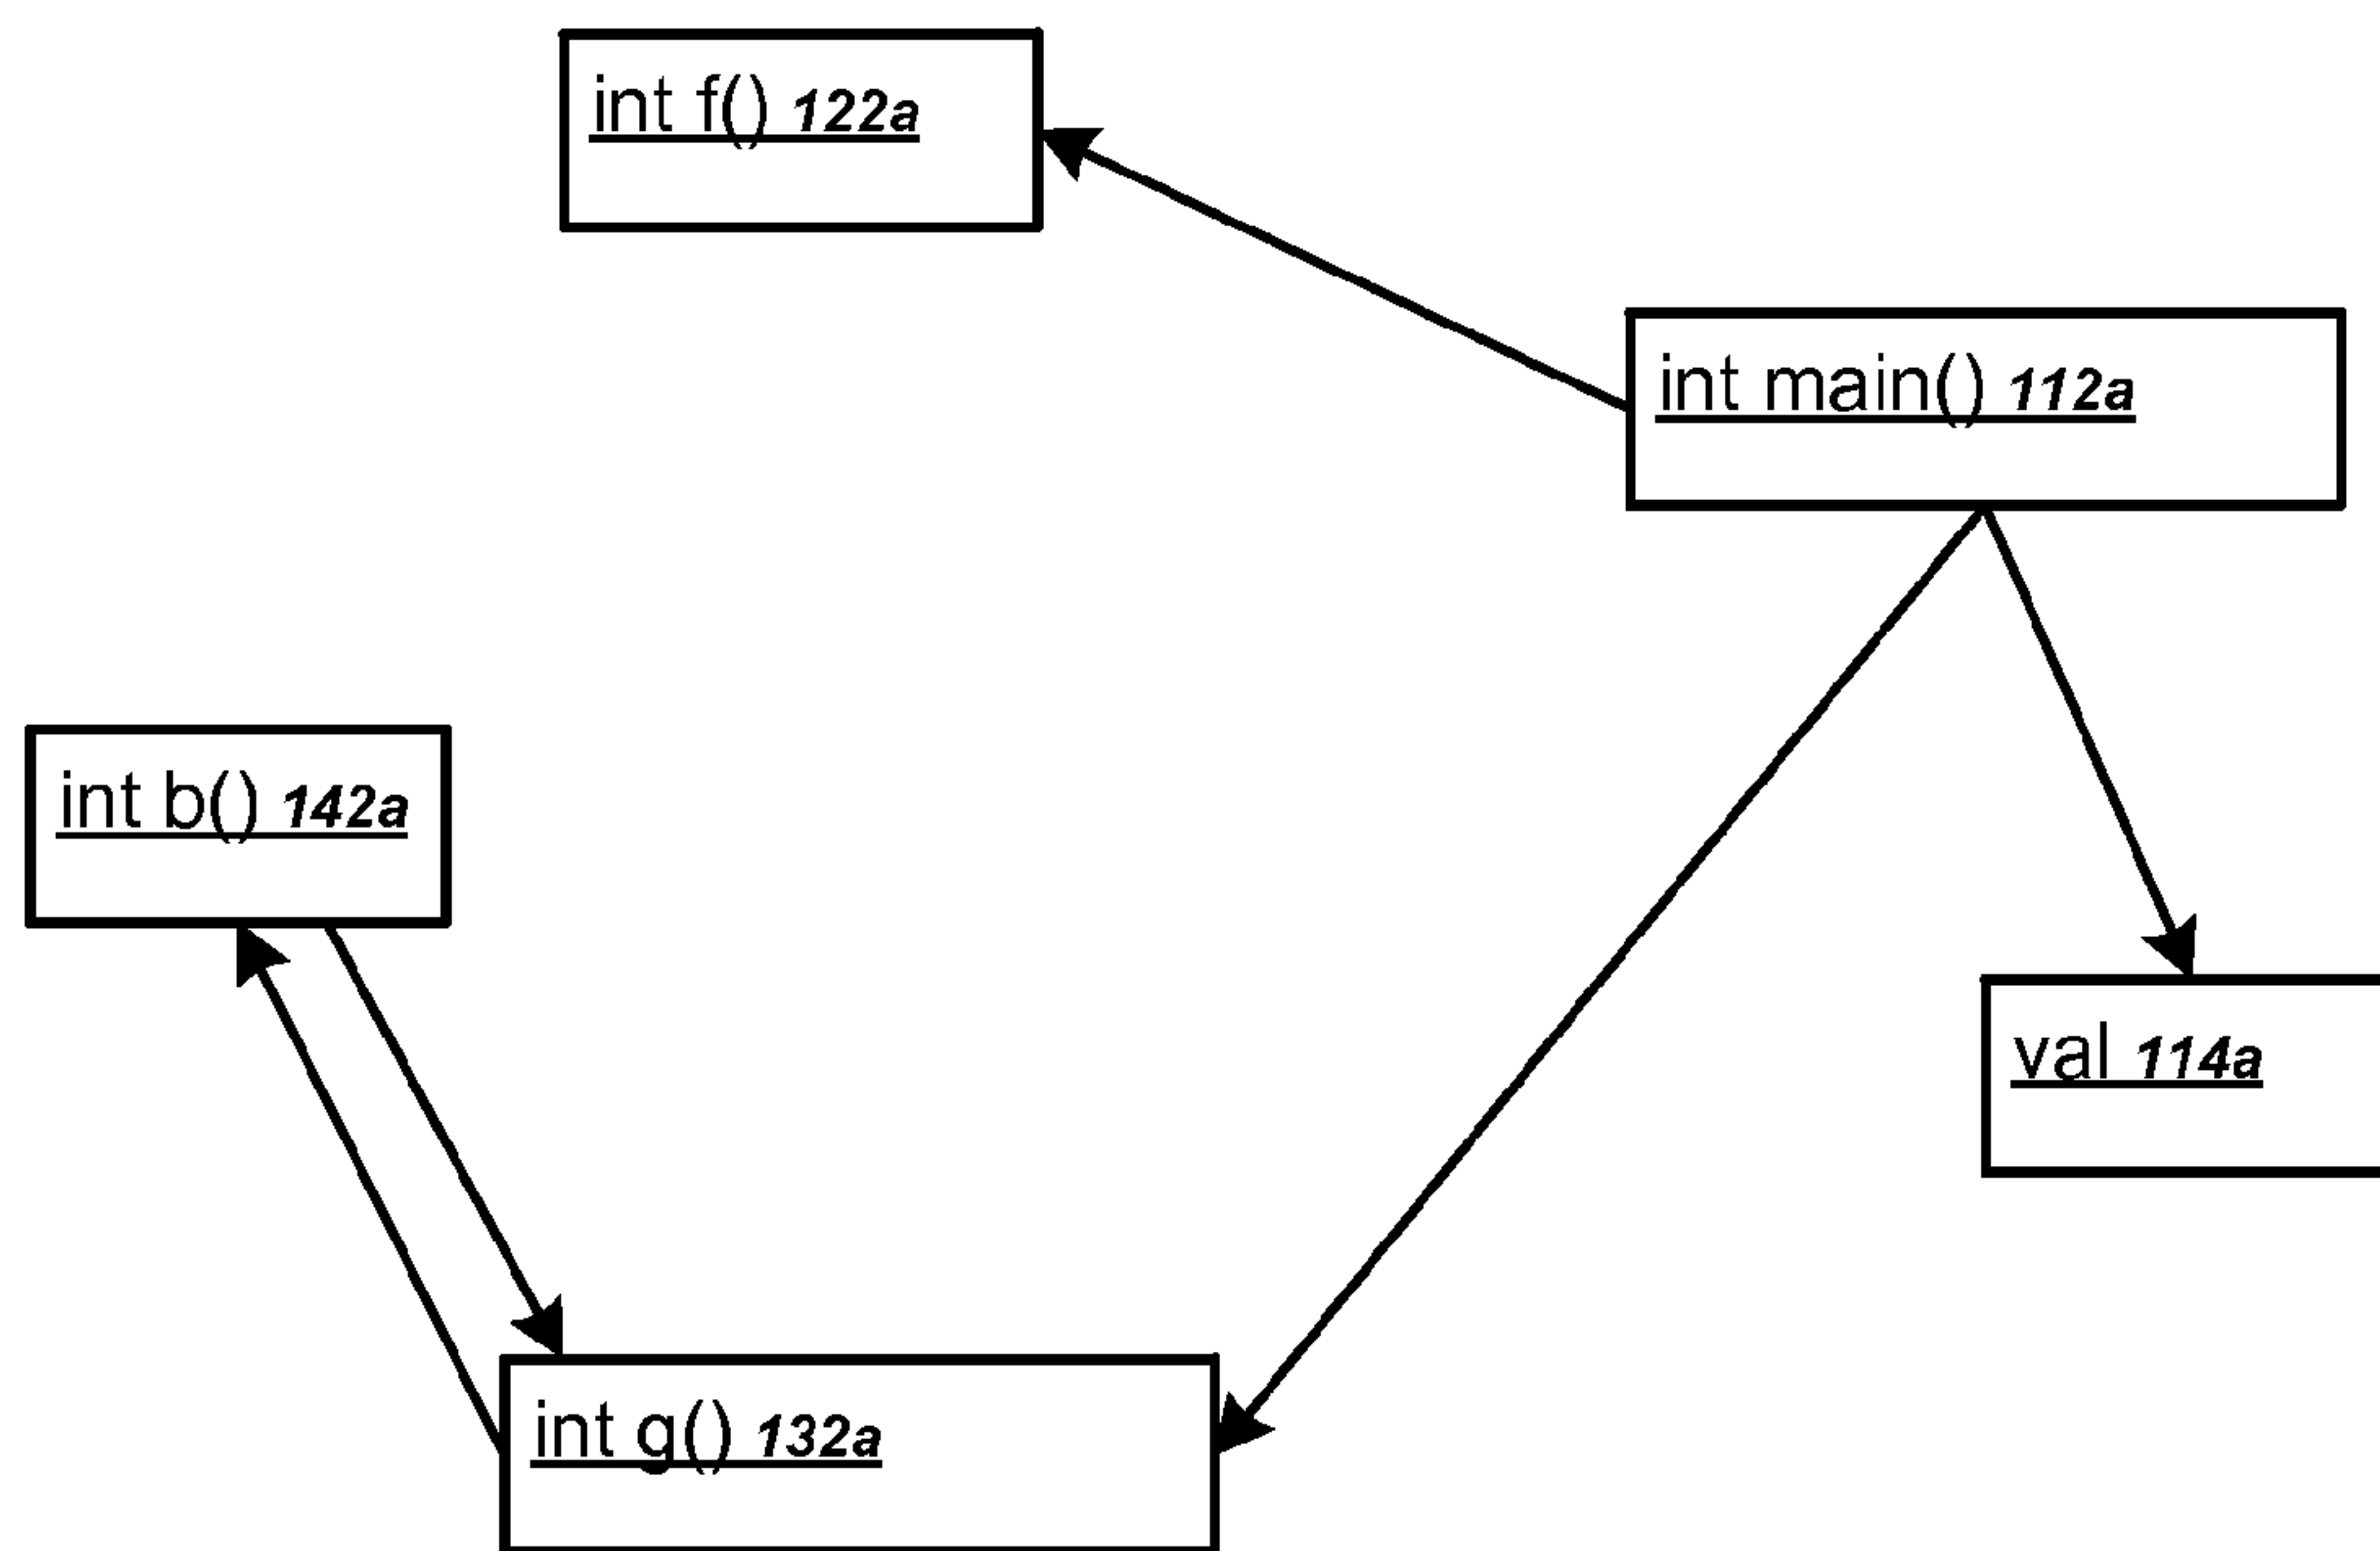 int f() 122a
int main() 112a
int b() 142a
val 114a
int g() 132a